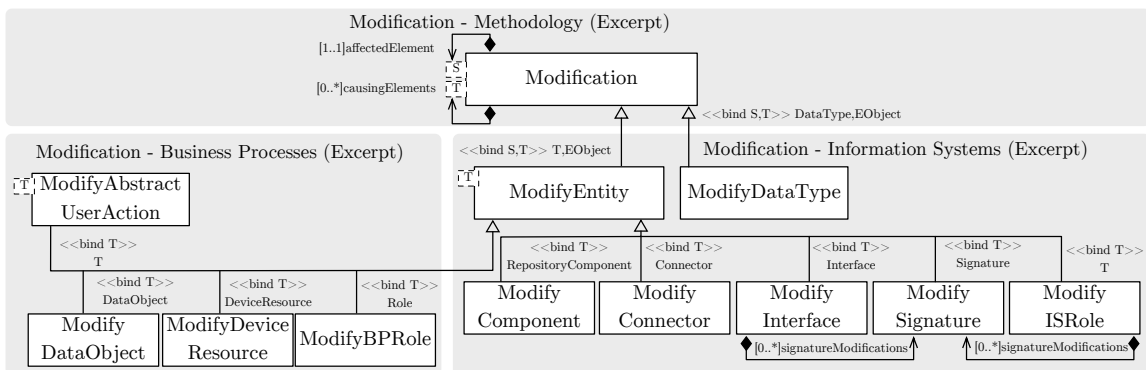 Modification - Methodology (Excerpt)
[1..1]affectedElement
S
Modification
[0..*]causingElements
T
<<bind S,T>> DataType,EObject
Modification - Business Processes (Excerpt)
T
ModifyAbstract
UserAction
<<bind T>>
T
<<bind T>>
DataObject
<<bind T>>
DeviceResource
<<bind T>>
Role
Modify
DataObject
ModifyDevice
Resource
ModifyBPRole
<<bind S,T>> T,EObject
Modification - Information Systems (Excerpt)
T
ModifyEntity
ModifyDataType
<<bind T>>
RepositoryComponent
<<bind T>>
Connector
<<bind T>>
Interface
<<bind T>>
Signature
<<bind T>>
T
Modify
Component
Modify
Connector
Modify
Interface
Modify
Signature
Modify
ISRole
[0..*]signatureModifications
[0..*]signatureModifications